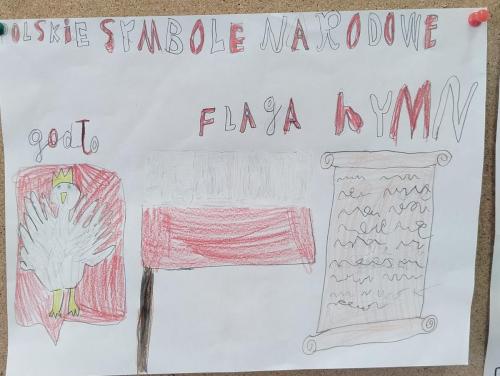 POLSKIE SYMBOLE NARODOWE
godło
FLAgA
hYMN